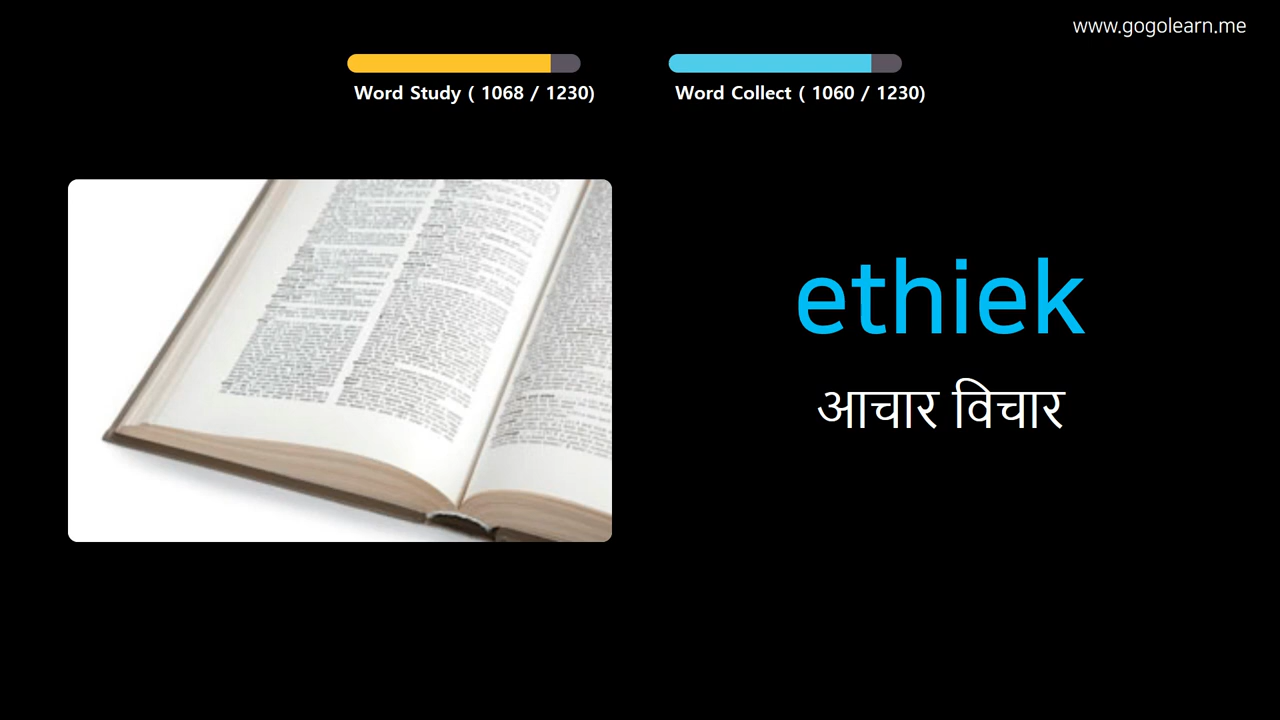 www.gogolearn.me
Word Study ( 1068 / 1230)
Word Collect ( 1060 / 1230)
ethiek
आचार विचार